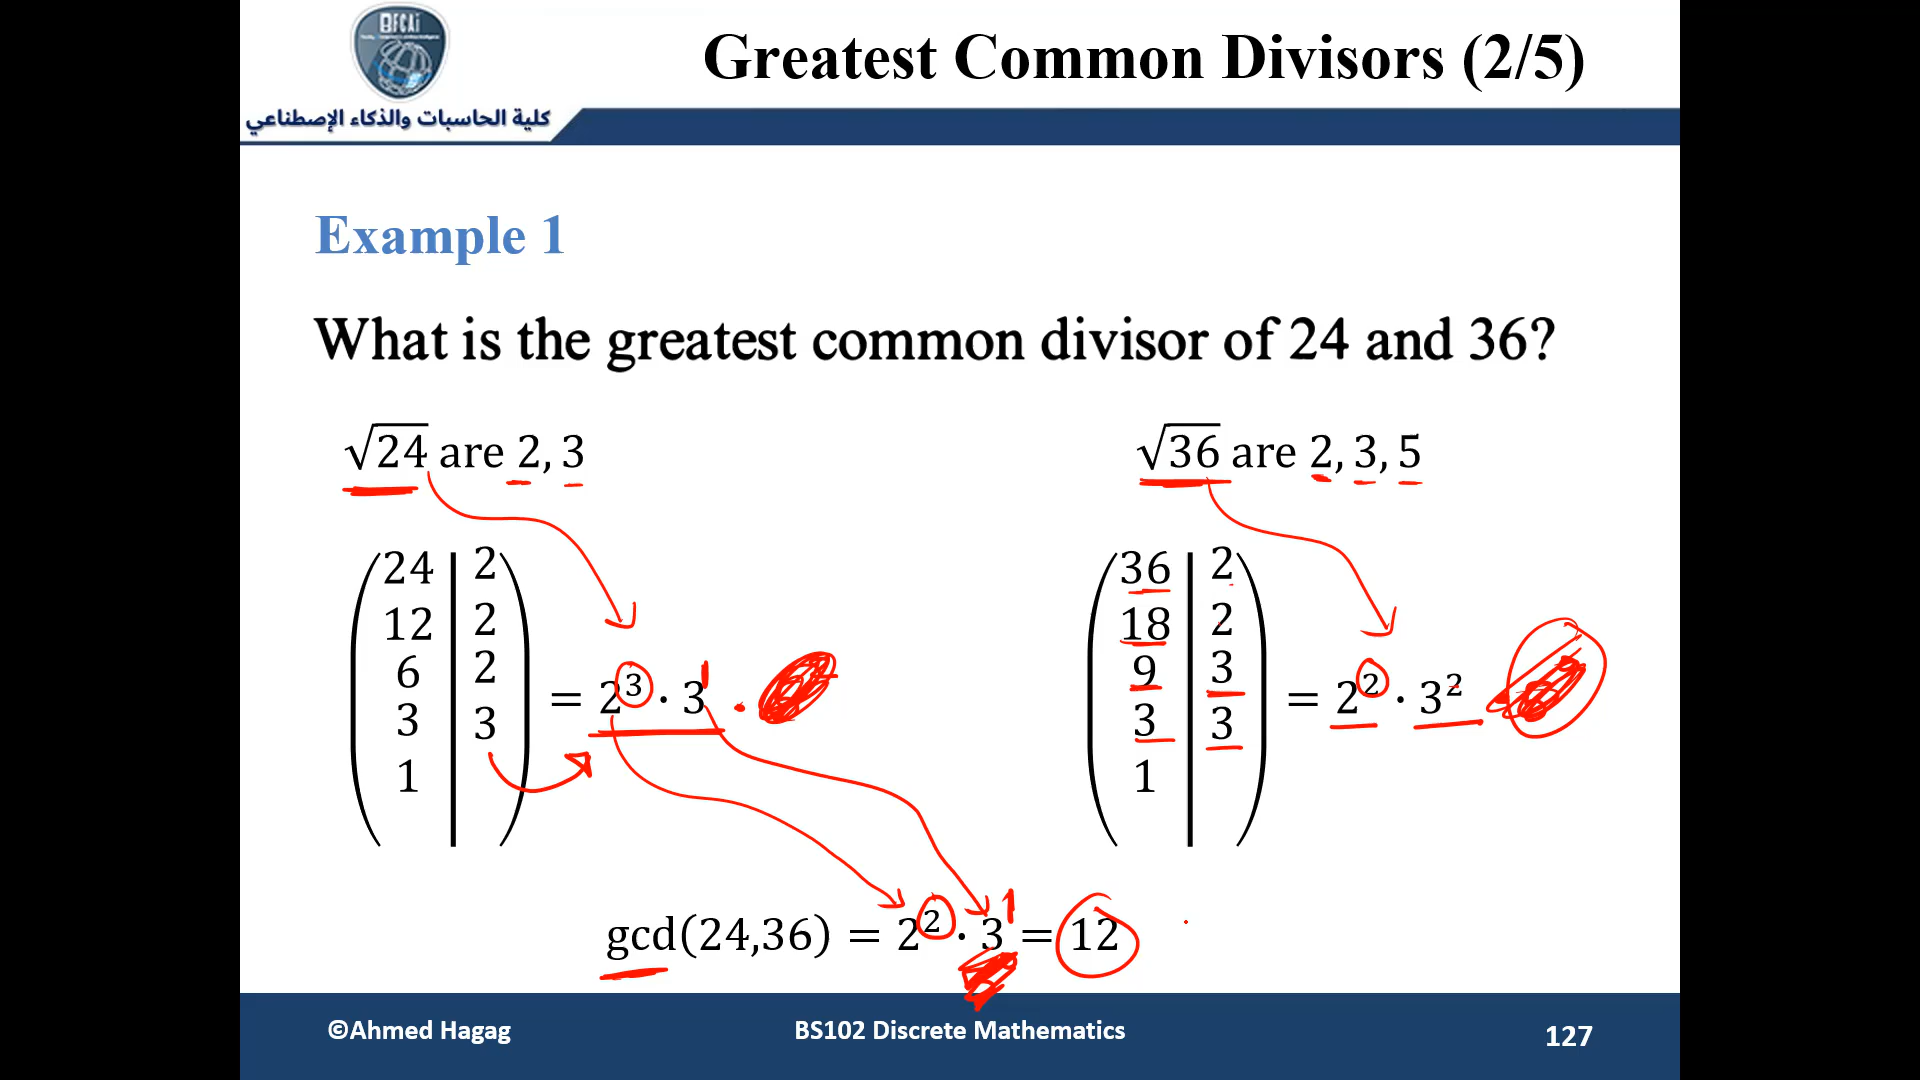 FCAi
Greatest Common Divisors (2/5)
كلية الحاسبات والذكاء الإصطناعي
Example 1
What is the greatest common divisor of 24 and 36?
√24 are 2, 3
√36 are 2, 3, 5
24 | 2
12 | 2
6 | 2
3 | 3
1
= 2³ · 3¹ .
36 | 2
18 | 2
9 | 3
3 | 3
1
= 2² · 3²
gcd(24,36) = 2² · 3¹ = 12
©Ahmed Hagag
BS102 Discrete Mathematics
127